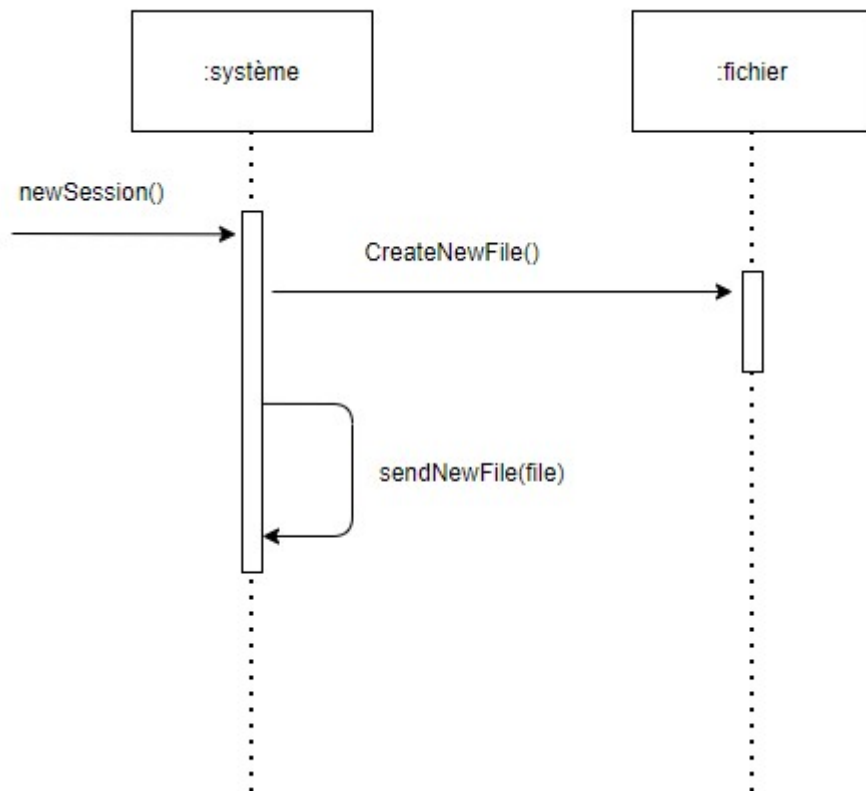 :système
:fichier
newSession()
CreateNewFile()
sendNewFile(file)